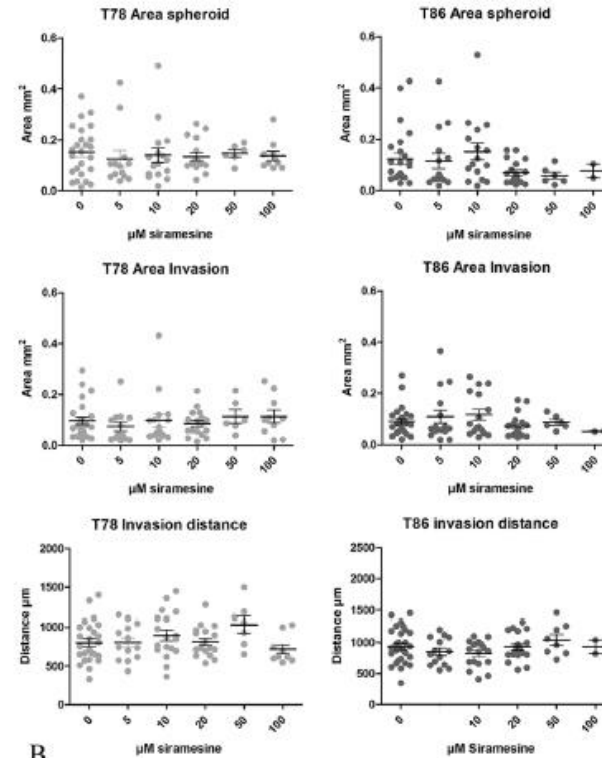 T78 Area spheroid
0.6
0.4
0.2
0.0
Area mm²
0 5 10 20 50 100
µM siramesine
T86 Area spheroid
0.6
0.4
0.2
0.0
Area mm²
0 5 10 20 50 100
µM siramesine
T78 Area Invasion
0.6
0.4
0.2
0.0
Area mm²
0 5 10 20 50 100
µM siramesine
T86 Area Invasion
0.6
0.4
0.2
0.0
Area mm²
0 5 10 20 50 100
µM siramesine
T78 Invasion distance
2000
1500
1000
500
0
Distance µm
0 5 10 20 50 100
µM siramesine
T86 invasion distance
2500
2000
1500
1000
500
0
Distance µm
0 10 20 50 100
µM Siramesine
B